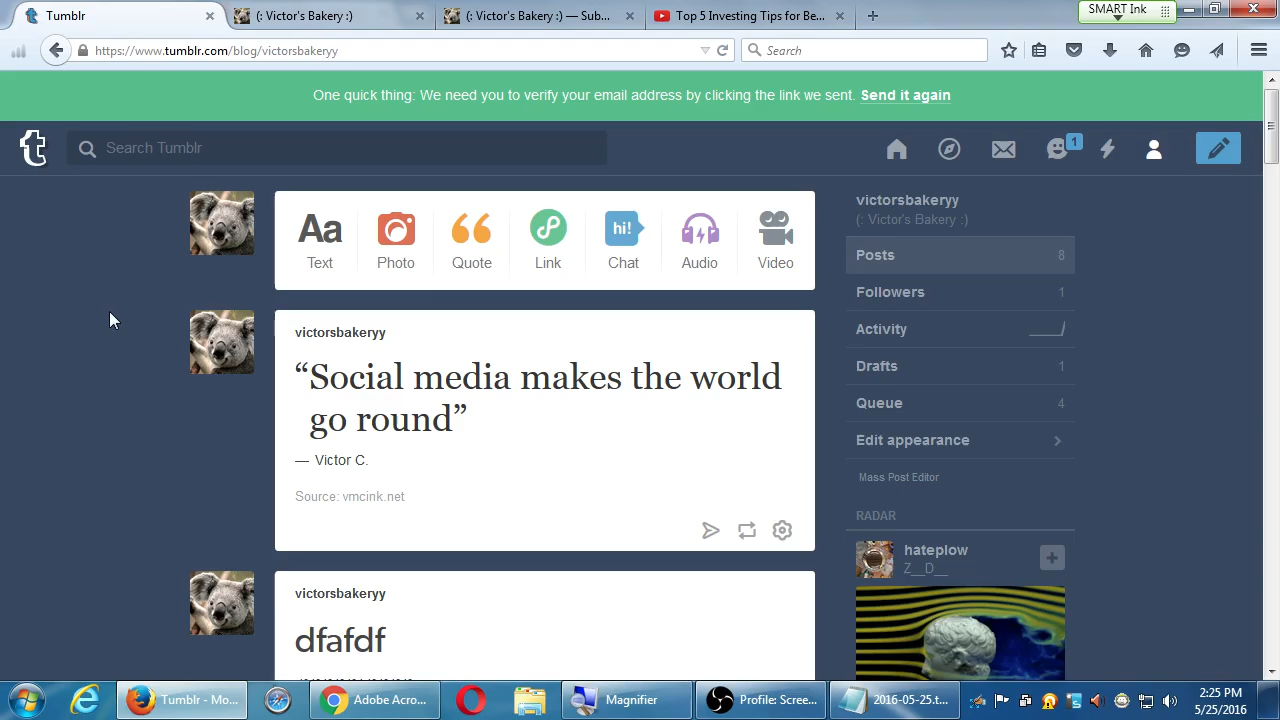 SMART Ink
Tumblr
(: Victor's Bakery :)
(: Victor's Bakery :) — Sub...
Top 5 Investing Tips for Be...
https://www.tumblr.com/blog/victorsbakeryy
Search
One quick thing: We need you to verify your email address by clicking the link we sent. Send it again
Search Tumblr
1
Aa
hi!
Text
Photo
Quote
Link
Chat
Audio
Video
victorsbakeryy
“Social media makes the world
go round”
— Victor C.
Source: vmcink.net
victorsbakeryy
dfafdf
victorsbakeryy
(: Victor's Bakery :)
Posts 8
Followers 1
Activity
Drafts 1
Queue 4
Edit appearance
Mass Post Editor
RADAR
hateplow
Z__D__
Tumblr - Mo...
Adobe Acro...
Magnifier
Profile: Scree...
2016-05-25.t...
2:25 PM
5/25/2016